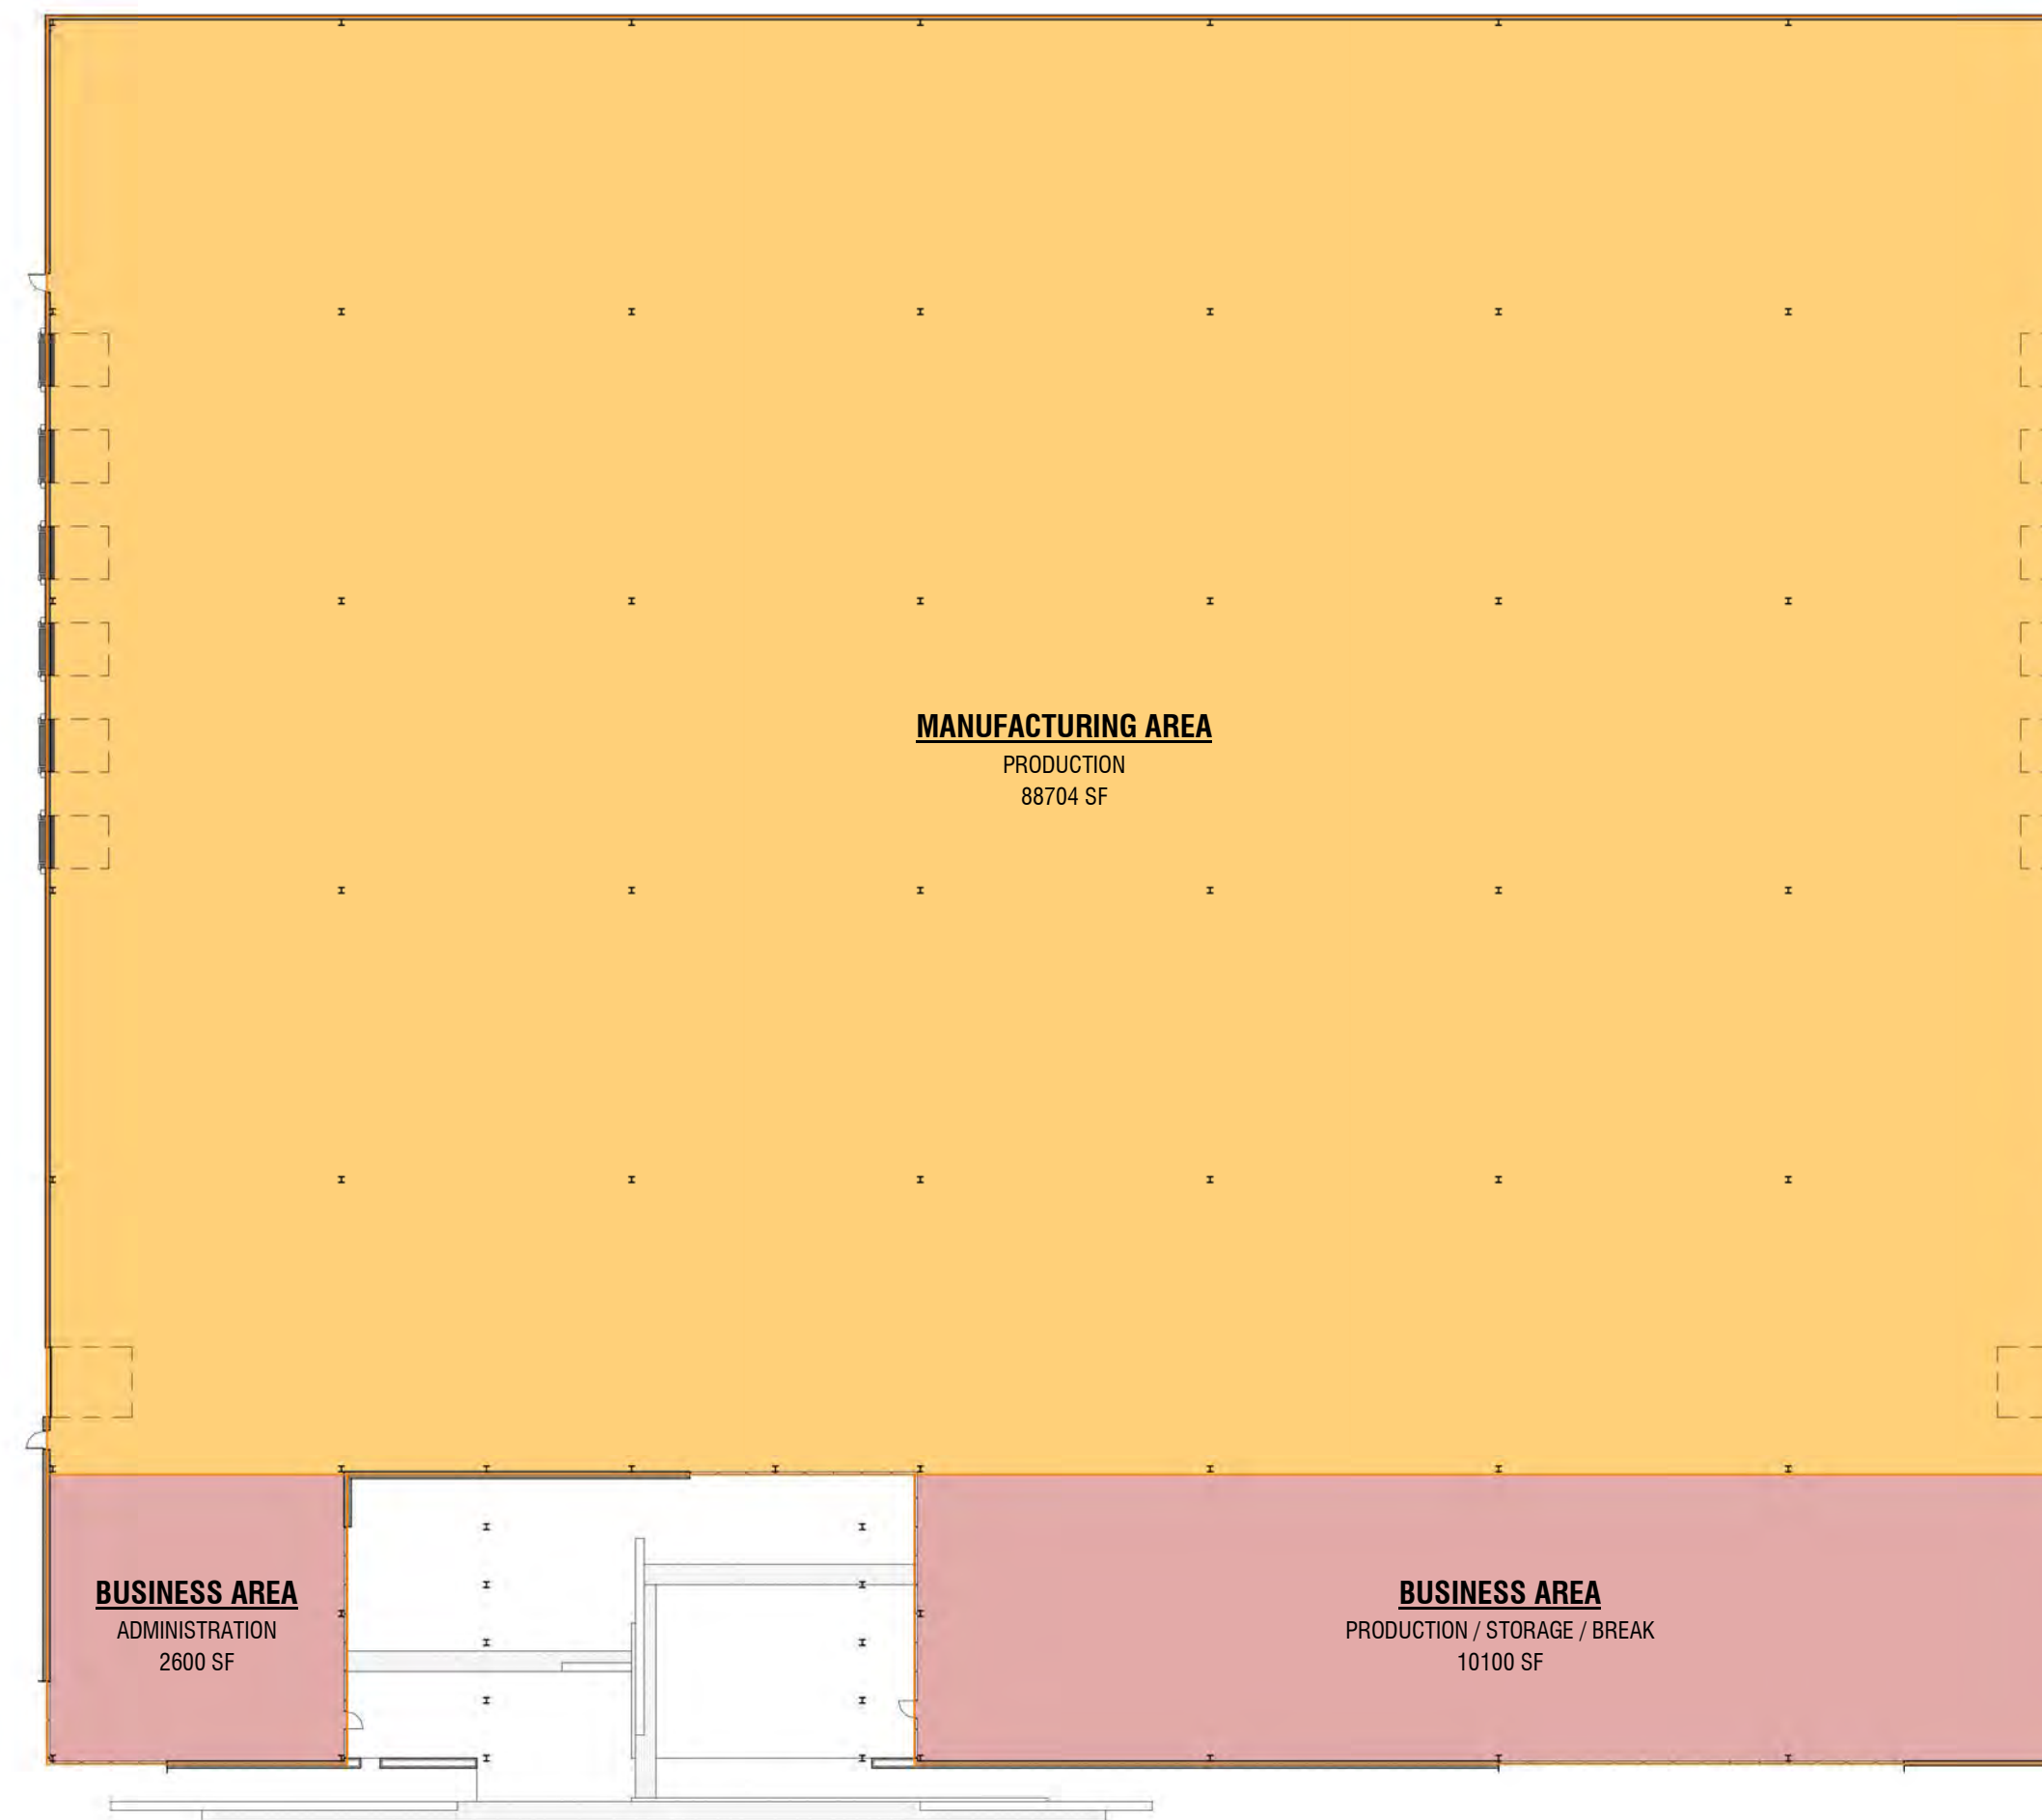 MANUFACTURING AREA
PRODUCTION
88704 SF
BUSINESS AREA
ADMINISTRATION
2600 SF
BUSINESS AREA
PRODUCTION / STORAGE / BREAK
10100 SF